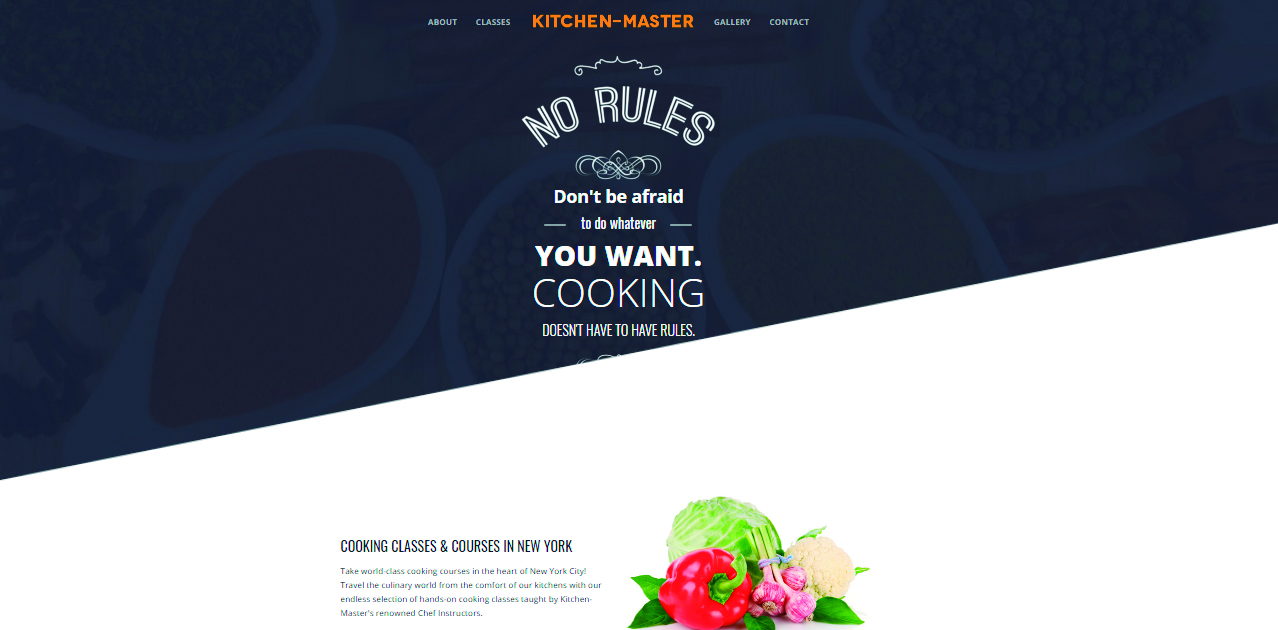 ABOUT CLASSES KITCHEN-MASTER GALLERY CONTACT
NO RULES
Don't be afraid
to do whatever
YOU WANT.
COOKING
DOESN'T HAVE TO HAVE RULES.
COOKING CLASSES & COURSES IN NEW YORK
Take world-class cooking courses in the heart of New York City!
Travel the culinary world from the comfort of our kitchens with our
endless selection of hands-on cooking classes taught by Kitchen-
Master's renowned Chef Instructors.